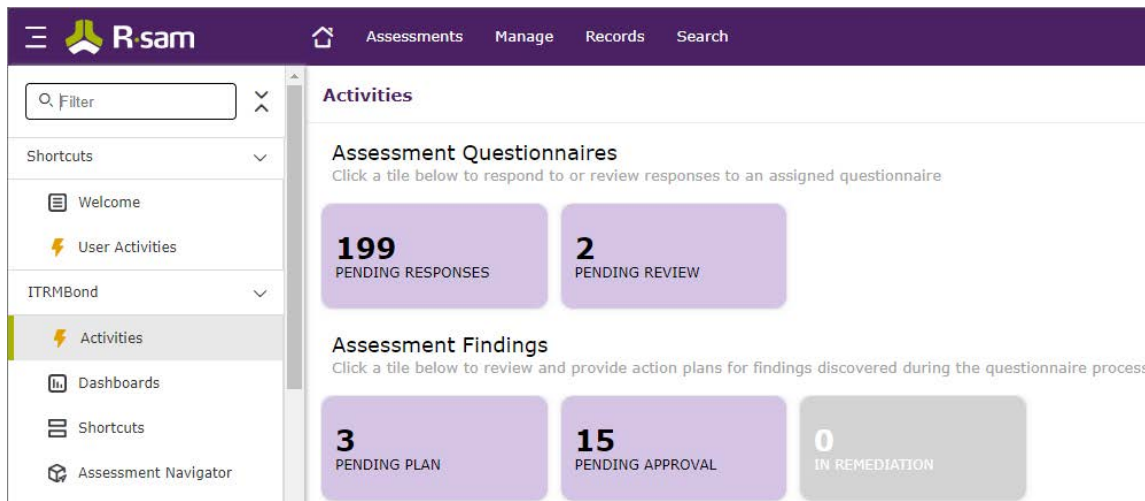 R·sam
Assessments Manage Records Search
Filter
Shortcuts
Welcome
User Activities
ITRMBond
Activities
Dashboards
Shortcuts
Assessment Navigator
Activities
Assessment Questionnaires
Click a tile below to respond to or review responses to an assigned questionnaire
199
PENDING RESPONSES
2
PENDING REVIEW
Assessment Findings
Click a tile below to review and provide action plans for findings discovered during the questionnaire process
3
PENDING PLAN
15
PENDING APPROVAL
0
IN REMEDIATION